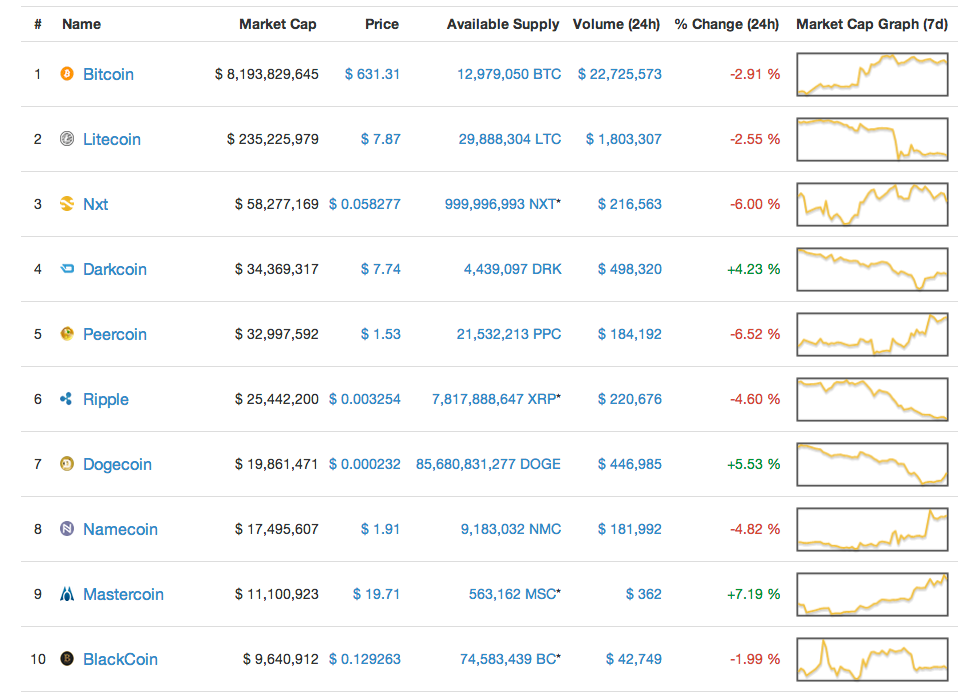 # Name Market Cap Price Available Supply Volume (24h) % Change (24h) Market Cap Graph (7d)
1 Bitcoin $ 8,193,829,645 $ 631.31 12,979,050 BTC $ 22,725,573 -2.91 %
2 Litecoin $ 235,225,979 $ 7.87 29,888,304 LTC $ 1,803,307 -2.55 %
3 Nxt $ 58,277,169 $ 0.058277 999,996,993 NXT* $ 216,563 -6.00 %
4 Darkcoin $ 34,369,317 $ 7.74 4,439,097 DRK $ 498,320 +4.23 %
5 Peercoin $ 32,997,592 $ 1.53 21,532,213 PPC $ 184,192 -6.52 %
6 Ripple $ 25,442,200 $ 0.003254 7,817,888,647 XRP* $ 220,676 -4.60 %
7 Dogecoin $ 19,861,471 $ 0.000232 85,680,831,277 DOGE $ 446,985 +5.53 %
8 Namecoin $ 17,495,607 $ 1.91 9,183,032 NMC $ 181,992 -4.82 %
9 Mastercoin $ 11,100,923 $ 19.71 563,162 MSC* $ 362 +7.19 %
10 BlackCoin $ 9,640,912 $ 0.129263 74,583,439 BC* $ 42,749 -1.99 %